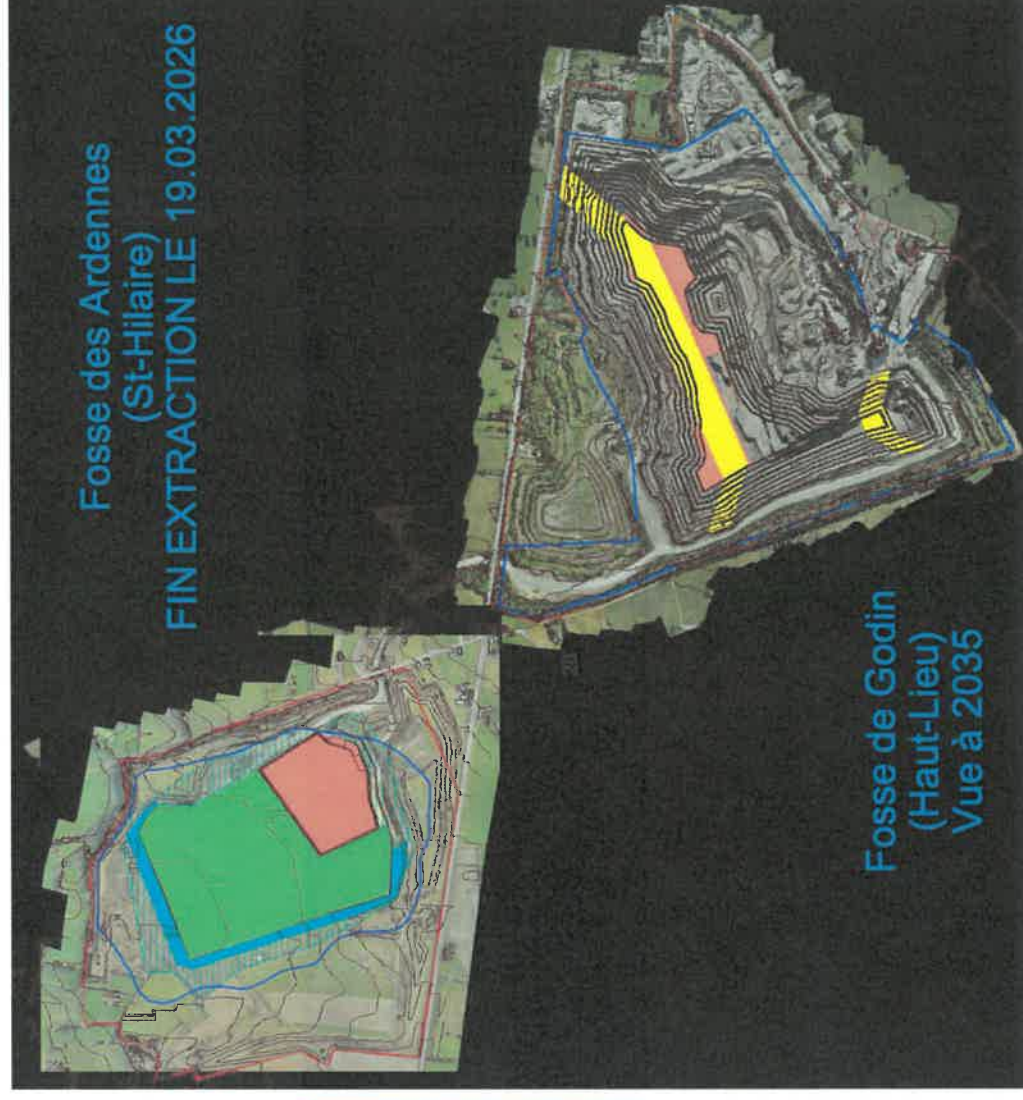 Fosse des Ardennes
(St-Hilaire)
FIN EXTRACTION LE 19.03.2026
Fosse de Godin
(Haut-Lieu)
Vue à 2035